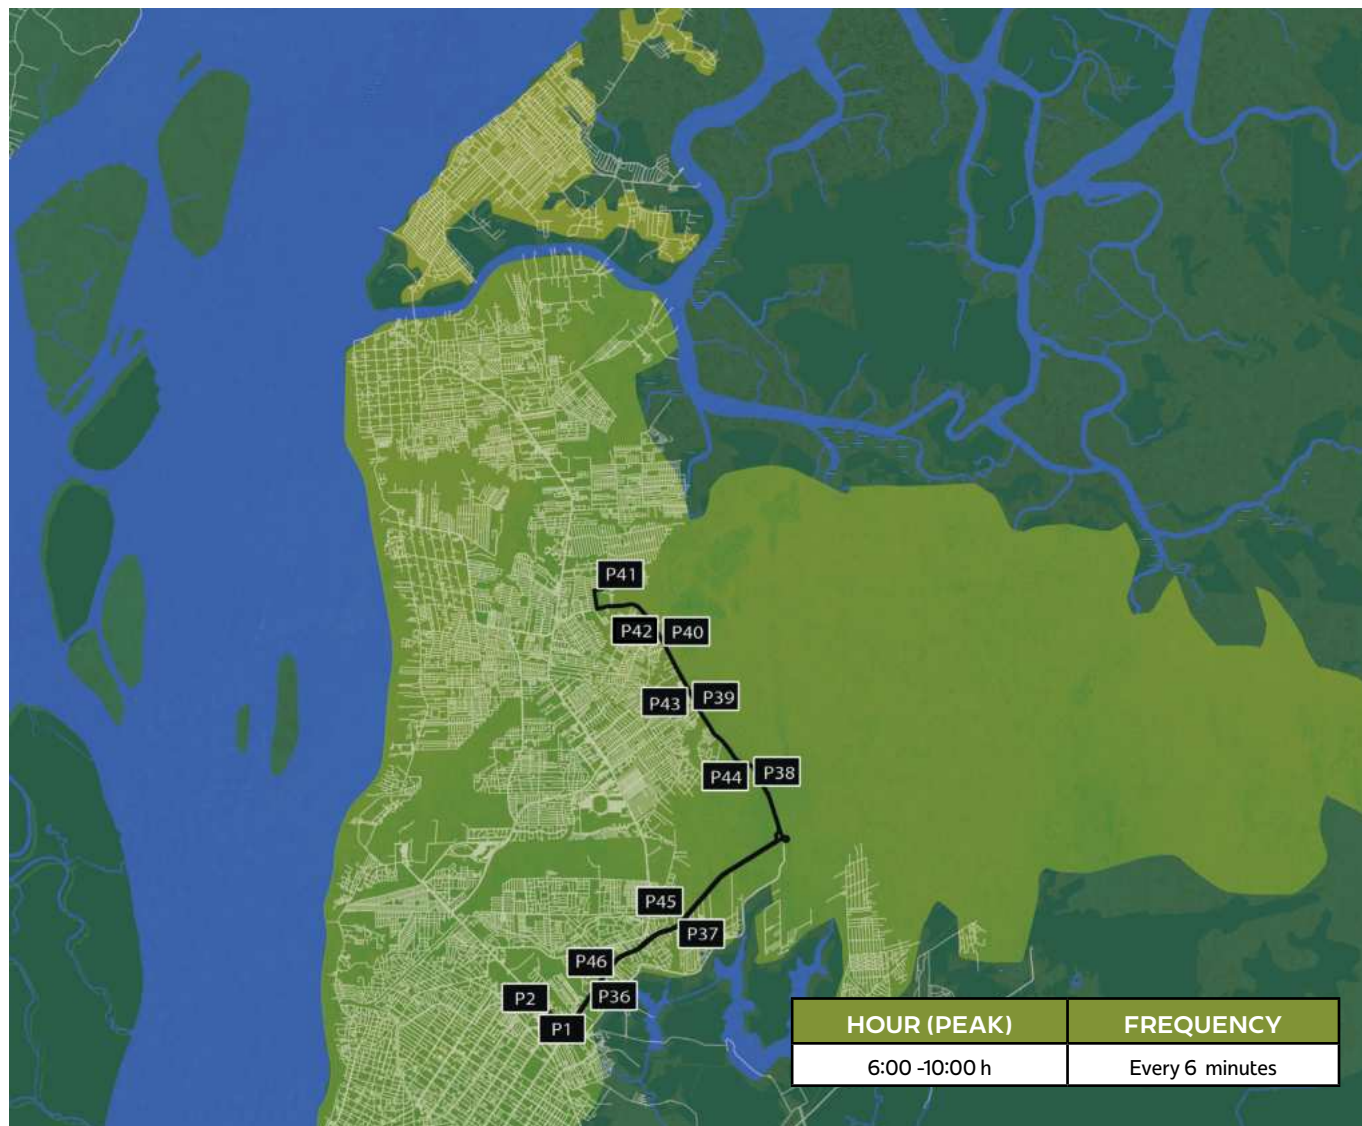 P41
P42
P40
P43
P39
P44
P38
P45
P37
P46
P2
P36
P1
HOUR (PEAK)
FREQUENCY
6:00 -10:00 h
Every 6 minutes